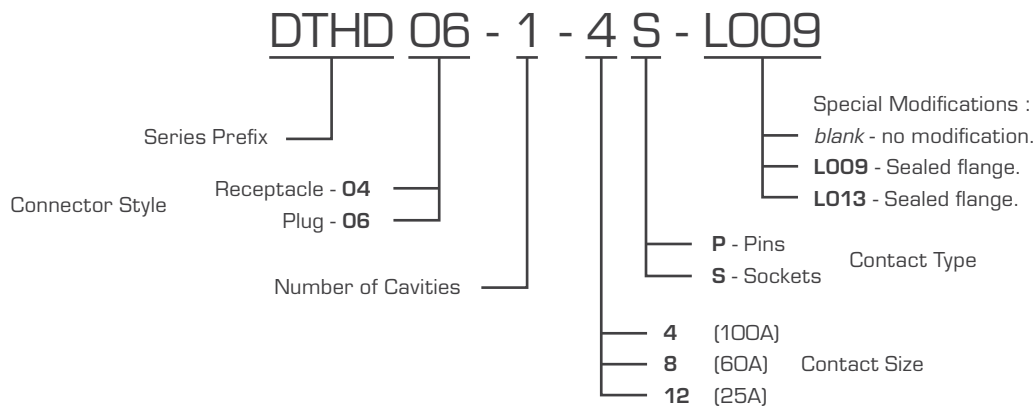 DTHD 06 - 1 - 4 S - L009
Special Modifications :
blank - no modification.
L009 - Sealed flange.
L013 - Sealed flange.
Series Prefix
Connector Style
Receptacle - 04
Plug - 06
P - Pins
S - Sockets
Contact Type
Number of Cavities
4 (100A)
8 (60A)
Contact Size
12 (25A)